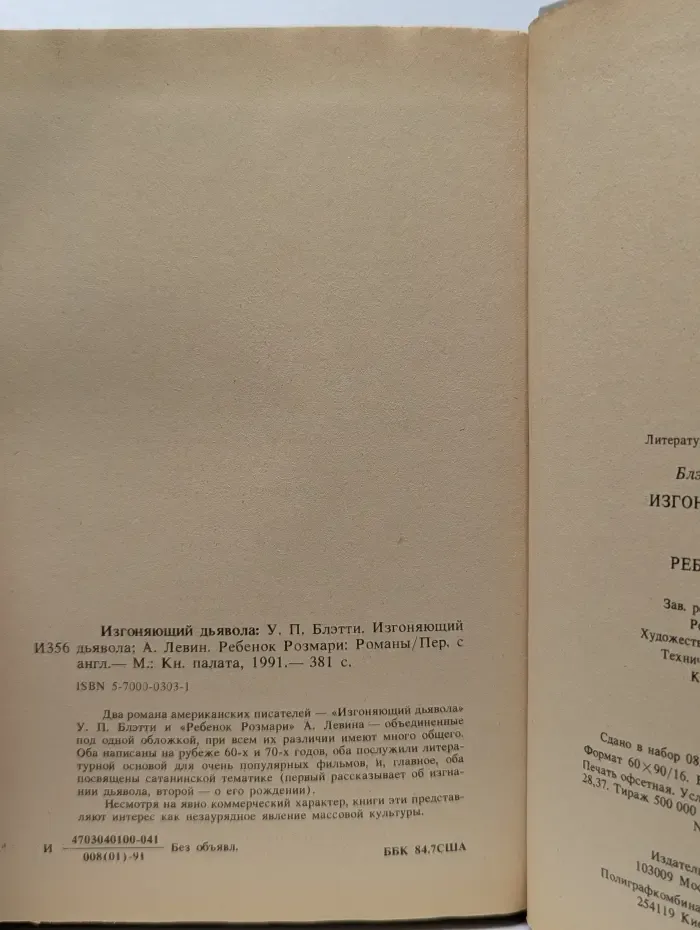 Изгоняющий дьявола: У. П. Блэтти. Изгоняющий
И356 дьявола; А. Левин. Ребенок Розмари: Романы/Пер. с
англ.— М.: Кн. палата, 1991.— 381 с.
ISBN 5-7000-0303-1
Два романа американских писателей — «Изгоняющий дьявола»
У. П. Блэтти и «Ребенок Розмари» А. Левина — объединенные
под одной обложкой, при всем их различии имеют много общего.
Оба написаны на рубеже 60-х и 70-х годов, оба послужили литера-
турной основой для очень популярных фильмов, и, главное, оба
посвящены сатанинской тематике (первый рассказывает об изгна-
нии дьявола, второй — о его рождении).
Несмотря на явно коммерческий характер, книги эти представ-
ляют интерес как незаурядное явление массовой культуры.
И 4703040100-041
008(01)-91 Без объявл.
ББК 84.7США
Литерату
Блэ
ИЗГОН
РЕБ
Зав. р
Ре
Художеств
Технич
К
Сдано в набор 08
Формат 60×90/16.
Печать офсетная. Усл
28,37. Тираж 500 000
Издатель
103009 Мос
Полиграфкомбина
254119 Ки